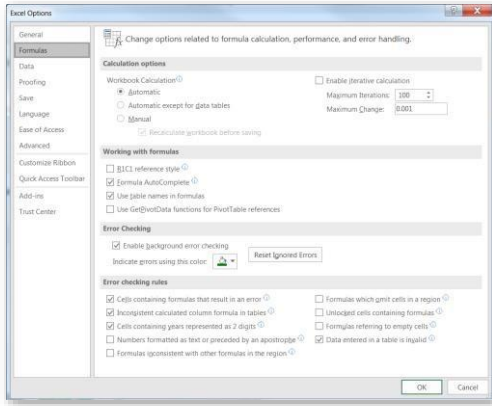 Excel Options
General
Formulas
Data
Proofing
Save
Language
Ease of Access
Advanced
Customize Ribbon
Quick Access Toolbar
Add-ins
Trust Center
Change options related to formula calculation, performance, and error handling.
Calculation options
Workbook Calculation
Automatic
Automatic except for data tables
Manual
Recalculate workbook before saving
Enable iterative calculation
Maximum Iterations: 100
Maximum Change: 0.001
Working with formulas
R1C1 reference style
Formula AutoComplete
Use table names in formulas
Use GetPivotData functions for PivotTable references
Error Checking
Enable background error checking
Indicate errors using this color:
Reset Ignored Errors
Error checking rules
Cells containing formulas that result in an error
Inconsistent calculated column formula in tables
Cells containing years represented as 2 digits
Numbers formatted as text or preceded by an apostrophe
Formulas inconsistent with other formulas in the region
Formulas which omit cells in a region
Unlocked cells containing formulas
Formulas referring to empty cells
Data entered in a table is invalid
OK
Cancel